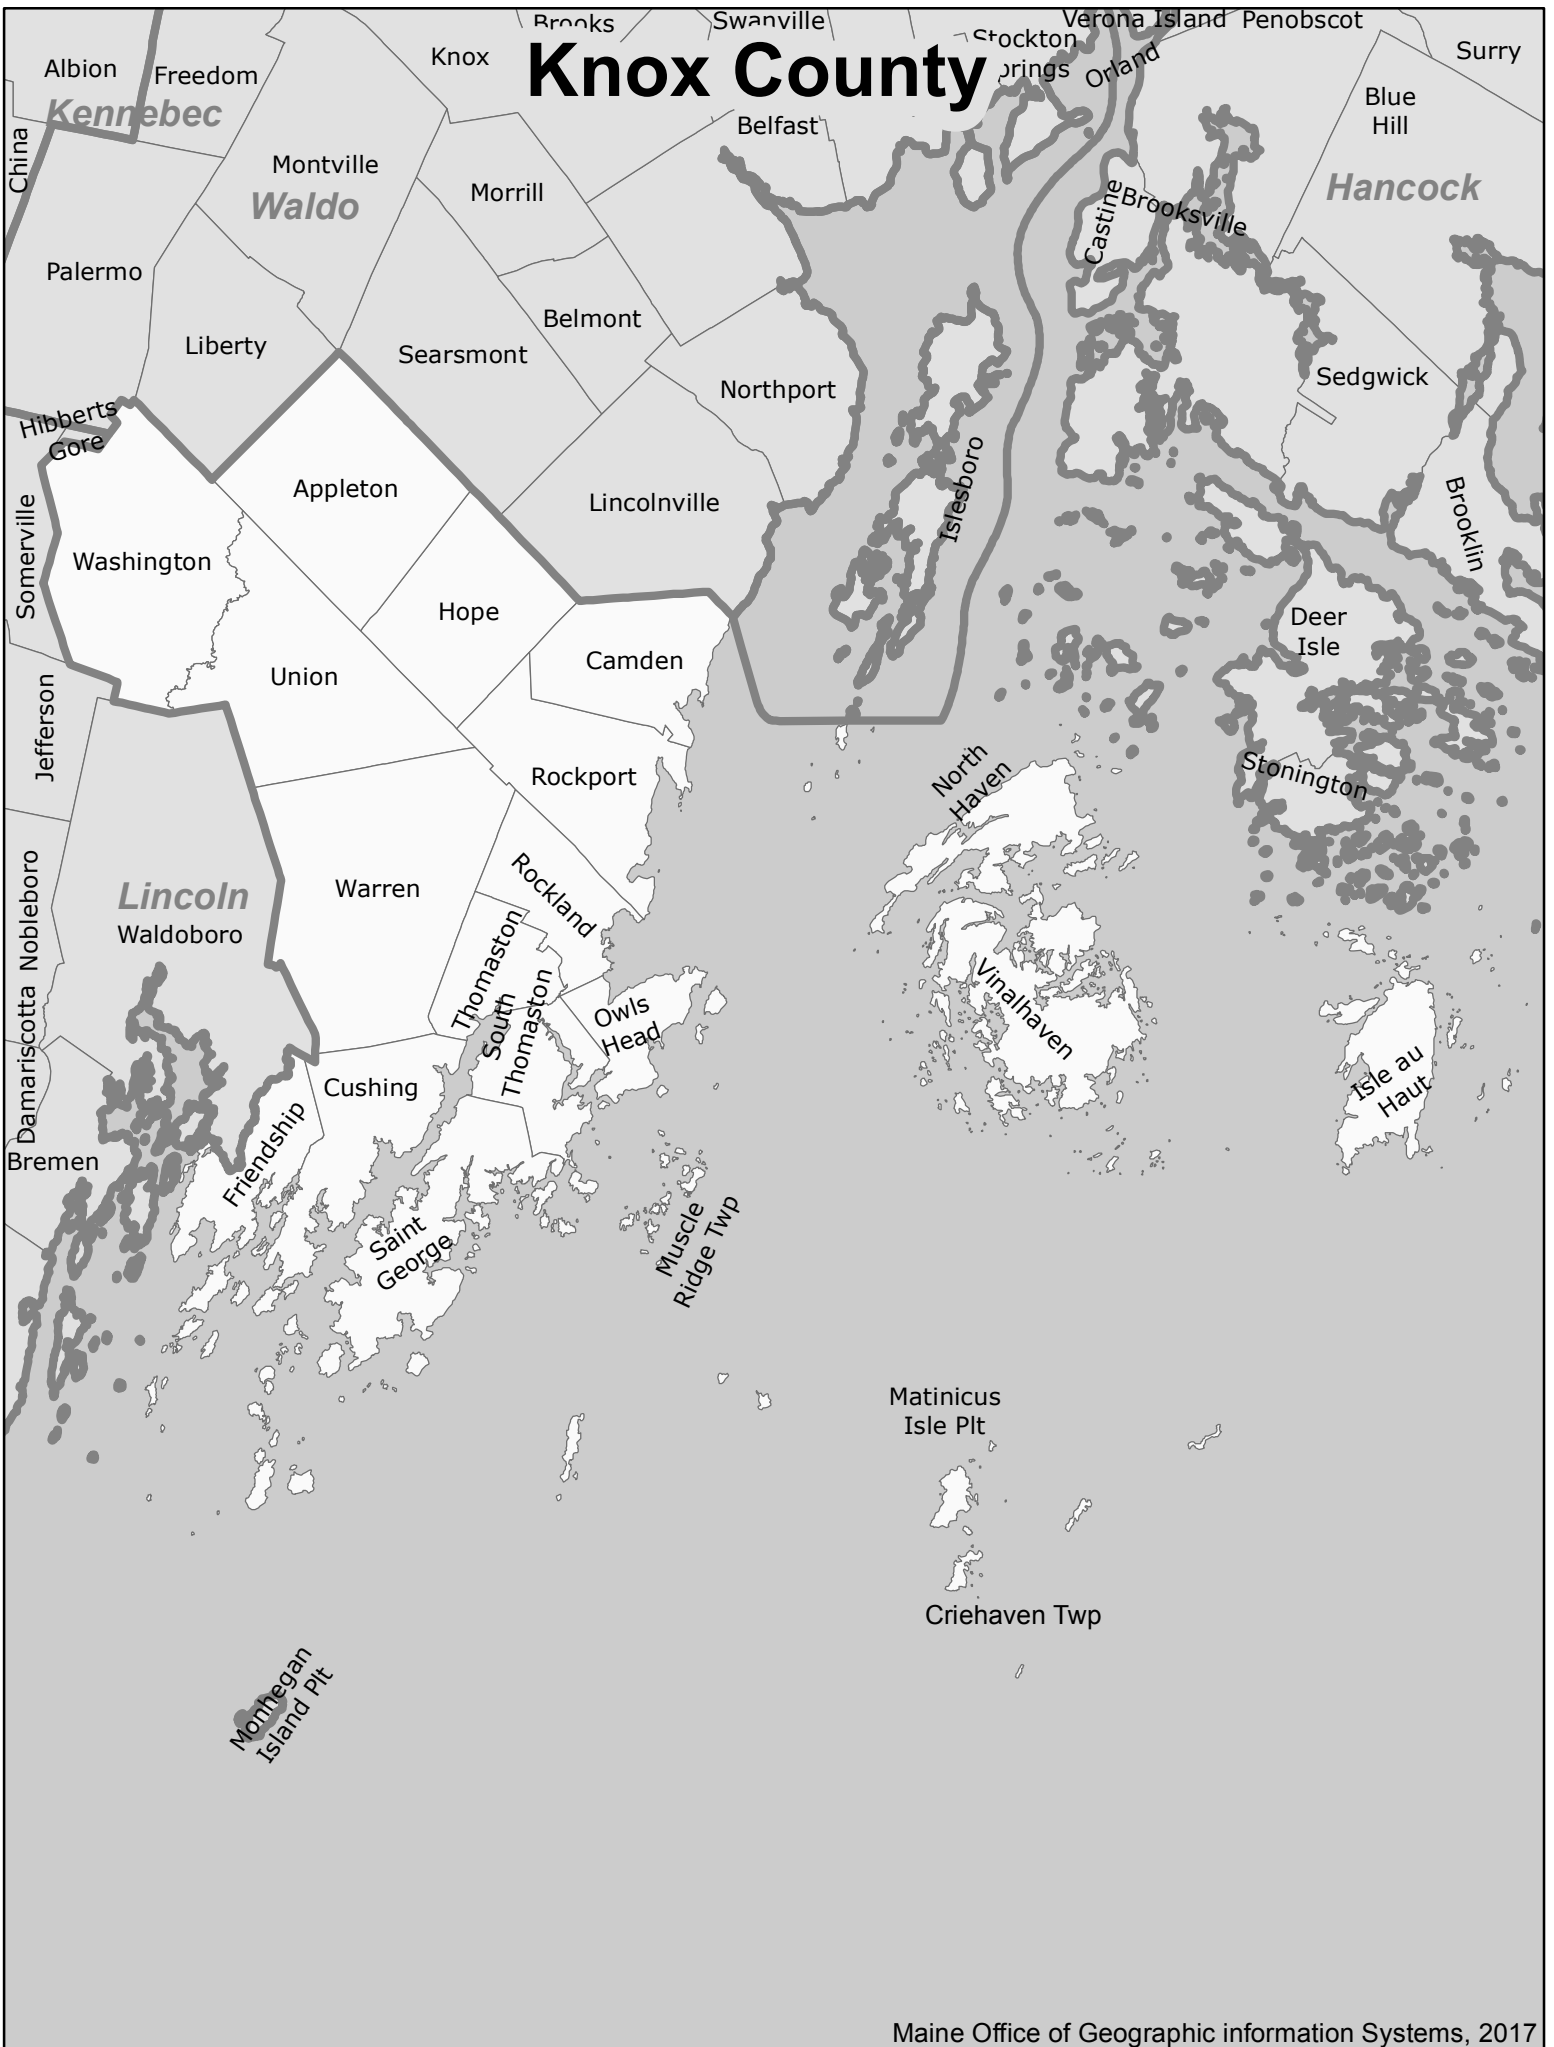 Brooks
Swanville
Verona Island
Penobscot
Stockton
Springs
Orland
Surry
Knox County
Knox
Albion
Freedom
Kennebec
China
Belfast
Blue
Hill
Montville
Waldo
Morrill
Castine
Brooksville
Hancock
Palermo
Liberty
Belmont
Searsmont
Northport
Sedgwick
Hibberts
Gore
Islesboro
Appleton
Lincolnville
Brooklin
Somerville
Washington
Hope
Deer
Isle
Camden
Union
Jefferson
North
Haven
Rockport
Stonington
Warren
Rockland
Lincoln
Waldoboro
Nobleboro
Thomaston
South
Thomaston
Owls
Head
Vinalhaven
Damariscotta
Cushing
Isle au
Haut
Friendship
Bremen
Saint
George
Muscle
Ridge Twp
Matinicus
Isle Plt
Criehaven Twp
Monhegan
Island Plt
Maine Office of Geographic information Systems, 2017